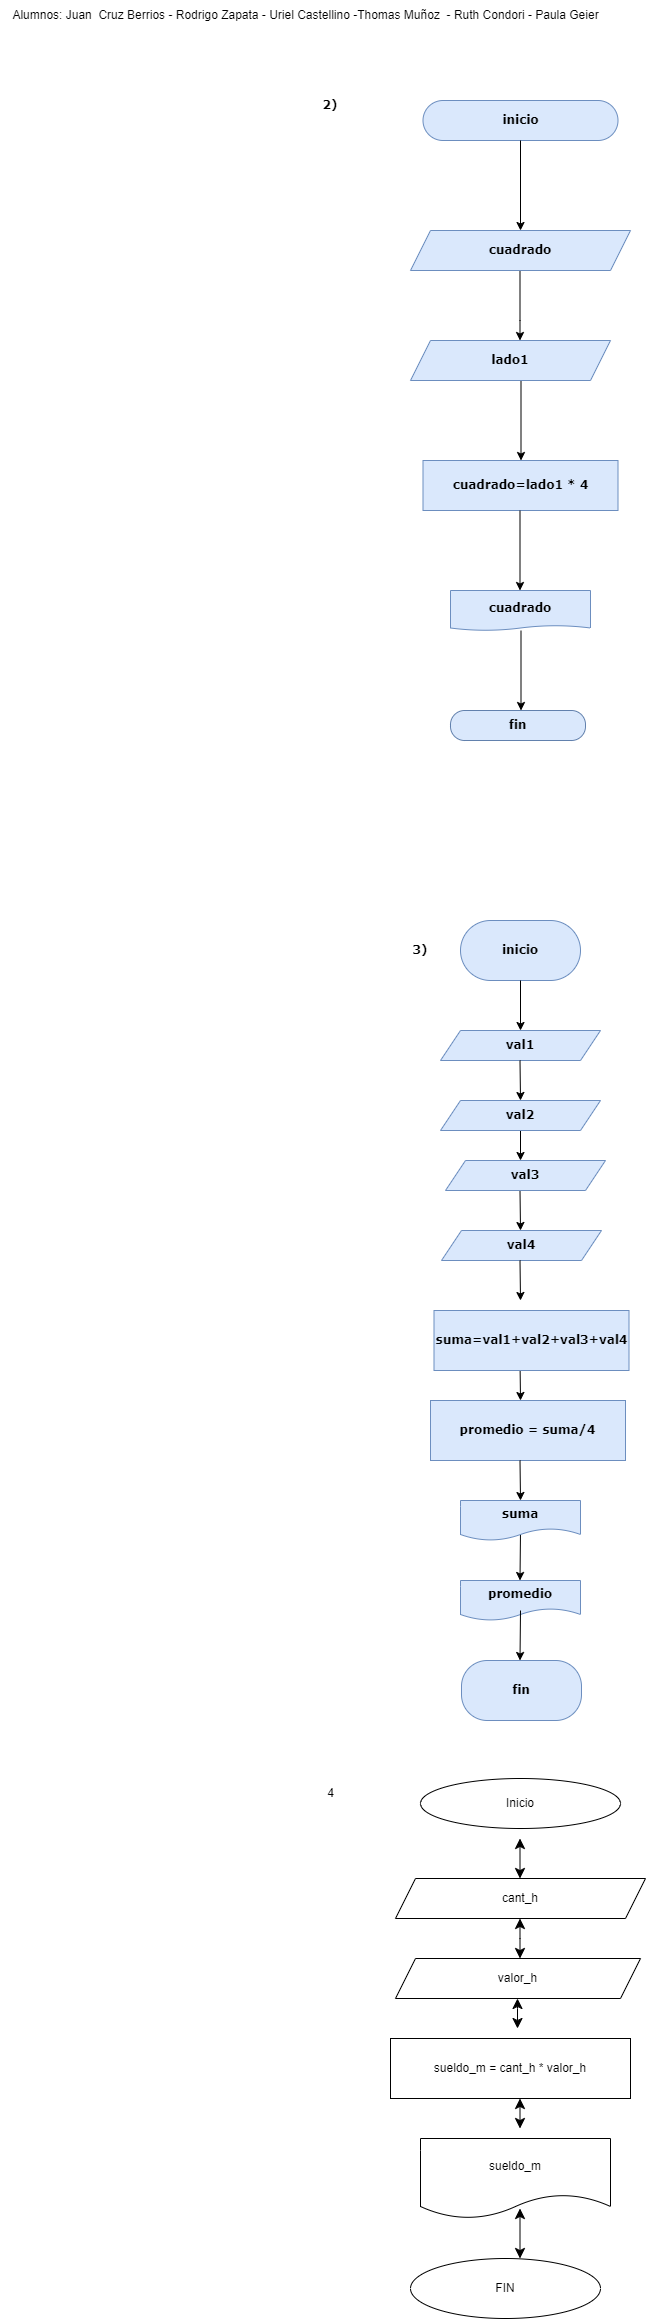 Alumnos: Juan  Cruz Berrios - Rodrigo Zapata - Uriel Castellino -Thomas Muñoz  - Ruth Condori - Paula Geier
2)
inicio
cuadrado
lado1
cuadrado=lado1 * 4
cuadrado
fin
3)
inicio
val1
val2
val3
val4
suma=val1+val2+val3+val4
promedio = suma/4
suma
promedio
fin
4
Inicio
cant_h
valor_h
sueldo_m = cant_h * valor_h
sueldo_m
FIN